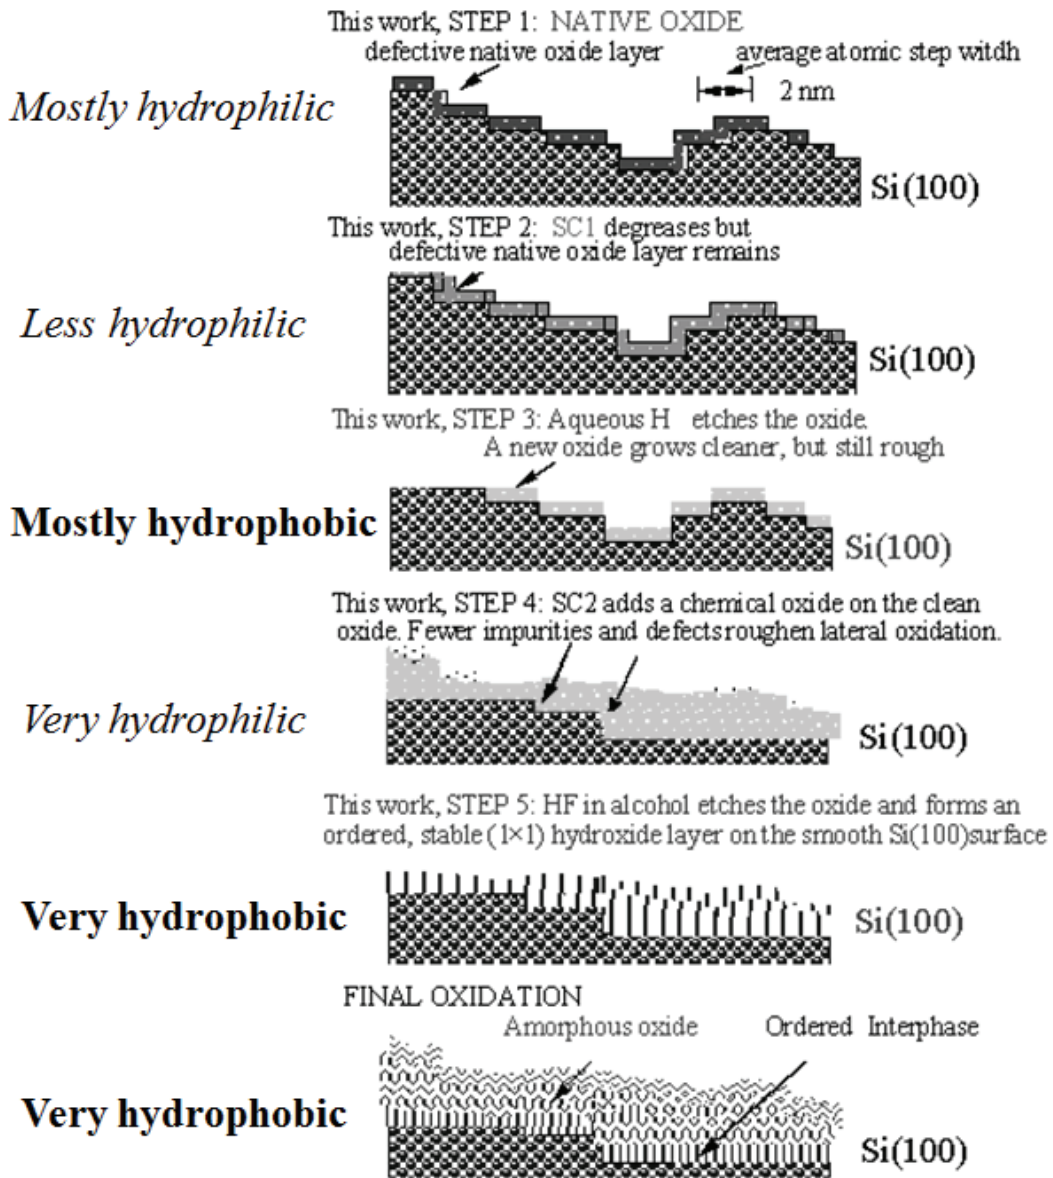 This work, STEP 1: NATIVE OXIDE
defective native oxide layer
average atomic step witdh
Mostly hydrophilic
2 nm
Si(100)
This work, STEP 2: SC1 degreases but
defective native oxide layer remains
Less hydrophilic
Si(100)
This work, STEP 3: Aqueous H etches the oxide.
A new oxide grows cleaner, but still rough
Mostly hydrophobic
Si(100)
This work, STEP 4: SC2 adds a chemical oxide on the clean
oxide. Fewer impurities and defects roughen lateral oxidation.
Very hydrophilic
Si(100)
This work, STEP 5: HF in alcohol etches the oxide and forms an
ordered, stable (1×1) hydroxide layer on the smooth Si(100)surface
Very hydrophobic
Si(100)
FINAL OXIDATION
Amorphous oxide
Ordered Interphase
Very hydrophobic
Si(100)